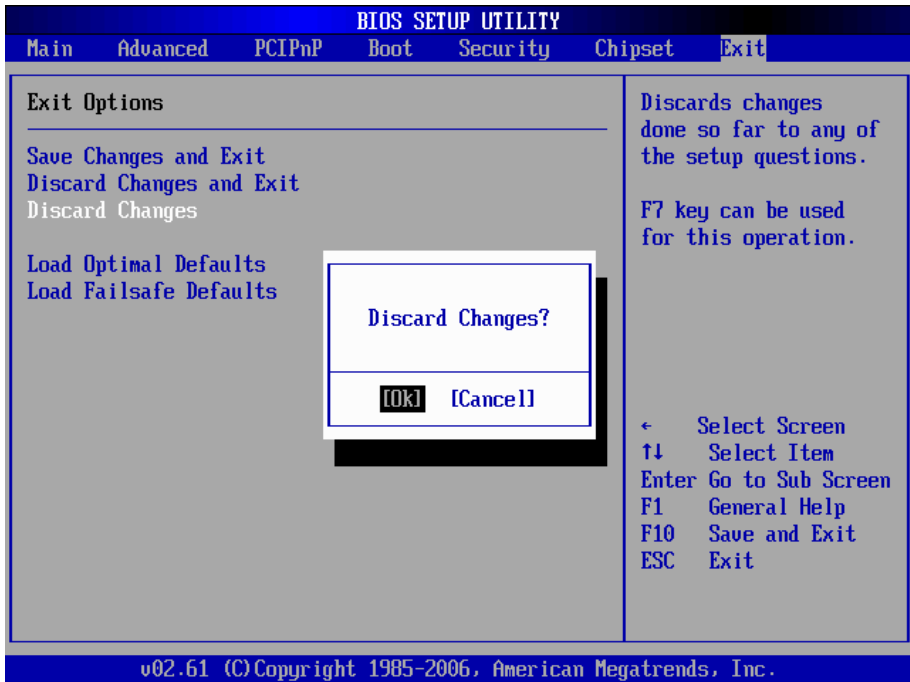 BIOS SETUP UTILITY
Main Advanced PCIPnP Boot Security Chipset Exit
Exit Options
Save Changes and Exit
Discard Changes and Exit
Discard Changes
Load Optimal Defaults
Load Failsafe Defaults
Discard Changes?
[Ok] [Cancel]
Discards changes
done so far to any of
the setup questions.
F7 key can be used
for this operation.
← Select Screen
↑↓ Select Item
Enter Go to Sub Screen
F1 General Help
F10 Save and Exit
ESC Exit
v02.61 (C)Copyright 1985-2006, American Megatrends, Inc.